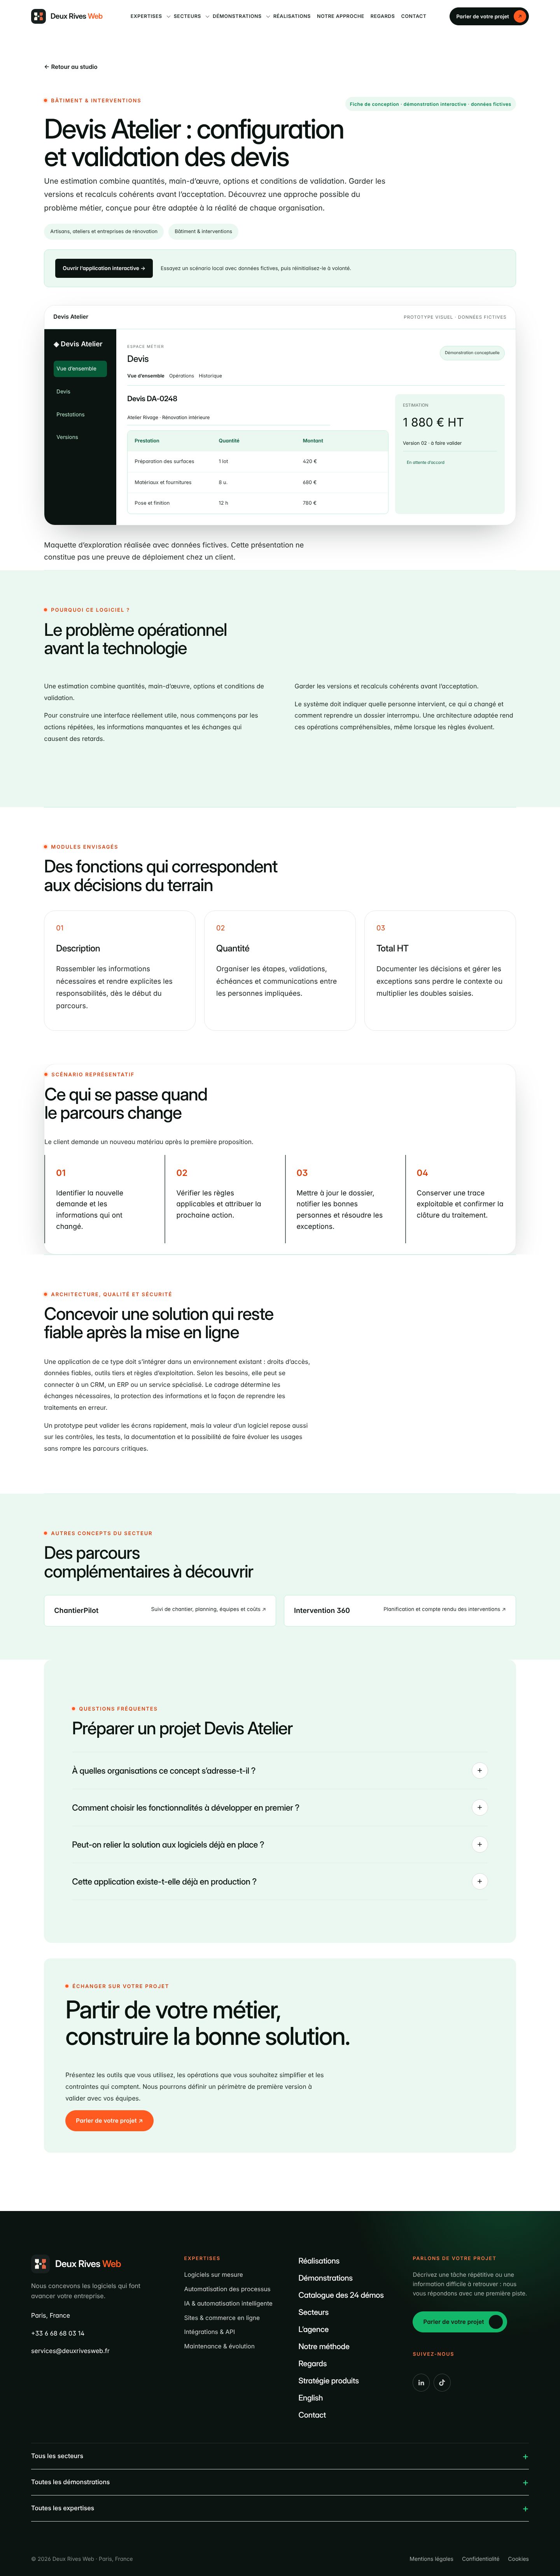 Deux Rives Web
EXPERTISES
SECTEURS
DÉMONSTRATIONS
RÉALISATIONS
NOTRE APPROCHE
REGARDS
CONTACT
Parler de votre projet ↗
← Retour au studio
BÂTIMENT & INTERVENTIONS
Fiche de conception · démonstration interactive · données fictives
Devis Atelier : configuration
et validation des devis
Une estimation combine quantités, main-d’œuvre, options et conditions de validation. Garder les
versions et recalculs cohérents avant l’acceptation. Découvrez une approche possible du
problème métier, conçue pour être adaptée à la réalité de chaque organisation.
Artisans, ateliers et entreprises de rénovation
Bâtiment & interventions
Ouvrir l’application interactive →
Essayez un scénario local avec données fictives, puis réinitialisez-le à volonté.
Devis Atelier
PROTOTYPE VISUEL · DONNÉES FICTIVES
◆ Devis Atelier
Vue d’ensemble
Devis
Prestations
Versions
ESPACE MÉTIER
Devis
Démonstration conceptuelle
Vue d’ensemble
Opérations
Historique
Devis DA-0248
Atelier Rivage · Rénovation intérieure
Prestation
Quantité
Montant
Préparation des surfaces
1 lot
420 €
Matériaux et fournitures
8 u.
680 €
Pose et finition
12 h
780 €
ESTIMATION
1 880 € HT
Version 02 · à faire valider
En attente d’accord
Maquette d’exploration réalisée avec données fictives. Cette présentation ne
constitue pas une preuve de déploiement chez un client.
POURQUOI CE LOGICIEL ?
Le problème opérationnel
avant la technologie
Une estimation combine quantités, main-d’œuvre, options et conditions de
validation.
Pour construire une interface réellement utile, nous commençons par les
actions répétées, les informations manquantes et les échanges qui
causent des retards.
Garder les versions et recalculs cohérents avant l’acceptation.
Le système doit indiquer quelle personne intervient, ce qui a changé et
comment reprendre un dossier interrompu. Une architecture adaptée rend
ces opérations compréhensibles, même lorsque les règles évoluent.
MODULES ENVISAGÉS
Des fonctions qui correspondent
aux décisions du terrain
01
Description
Rassembler les informations
nécessaires et rendre explicites les
responsabilités, dès le début du
parcours.
02
Quantité
Organiser les étapes, validations,
échéances et communications entre
les personnes impliquées.
03
Total HT
Documenter les décisions et gérer les
exceptions sans perdre le contexte ou
multiplier les doubles saisies.
SCÉNARIO REPRÉSENTATIF
Ce qui se passe quand
le parcours change
Le client demande un nouveau matériau après la première proposition.
01
Identifier la nouvelle
demande et les
informations qui ont
changé.
02
Vérifier les règles
applicables et attribuer la
prochaine action.
03
Mettre à jour le dossier,
notifier les bonnes
personnes et résoudre les
exceptions.
04
Conserver une trace
exploitable et confirmer la
clôture du traitement.
ARCHITECTURE, QUALITÉ ET SÉCURITÉ
Concevoir une solution qui reste
fiable après la mise en ligne
Une application de ce type doit s’intégrer dans un environnement existant : droits d’accès,
données fiables, outils tiers et règles d’exploitation. Selon les besoins, elle peut se
connecter à un CRM, un ERP ou un service spécialisé. Le cadrage détermine les
échanges nécessaires, la protection des informations et la façon de reprendre les
traitements en erreur.
Un prototype peut valider les écrans rapidement, mais la valeur d’un logiciel repose aussi
sur les contrôles, les tests, la documentation et la possibilité de faire évoluer les usages
sans rompre les parcours critiques.
AUTRES CONCEPTS DU SECTEUR
Des parcours
complémentaires à découvrir
ChantierPilot
Suivi de chantier, planning, équipes et coûts ↗
Intervention 360
Planification et compte rendu des interventions ↗
QUESTIONS FRÉQUENTES
Préparer un projet Devis Atelier
À quelles organisations ce concept s’adresse-t-il ?
+
Comment choisir les fonctionnalités à développer en premier ?
+
Peut-on relier la solution aux logiciels déjà en place ?
+
Cette application existe-t-elle déjà en production ?
+
ÉCHANGER SUR VOTRE PROJET
Partir de votre métier,
construire la bonne solution.
Présentez les outils que vous utilisez, les opérations que vous souhaitez simplifier et les
contraintes qui comptent. Nous pourrons définir un périmètre de première version à
valider avec vos équipes.
Parler de votre projet ↗
Deux Rives Web
Nous concevons les logiciels qui font
avancer votre entreprise.
Paris, France
+33 6 68 68 03 14
services@deuxrivesweb.fr
EXPERTISES
Logiciels sur mesure
Automatisation des processus
IA & automatisation intelligente
Sites & commerce en ligne
Intégrations & API
Maintenance & évolution
Réalisations
Démonstrations
Catalogue des 24 démos
Secteurs
L’agence
Notre méthode
Regards
Stratégie produits
English
Contact
PARLONS DE VOTRE PROJET
Décrivez une tâche répétitive ou une
information difficile à retrouver : nous
vous répondons avec une première piste.
Parler de votre projet
SUIVEZ-NOUS
in
Tous les secteurs
+
Toutes les démonstrations
+
Toutes les expertises
+
© 2026 Deux Rives Web · Paris, France
Mentions légales
Confidentialité
Cookies